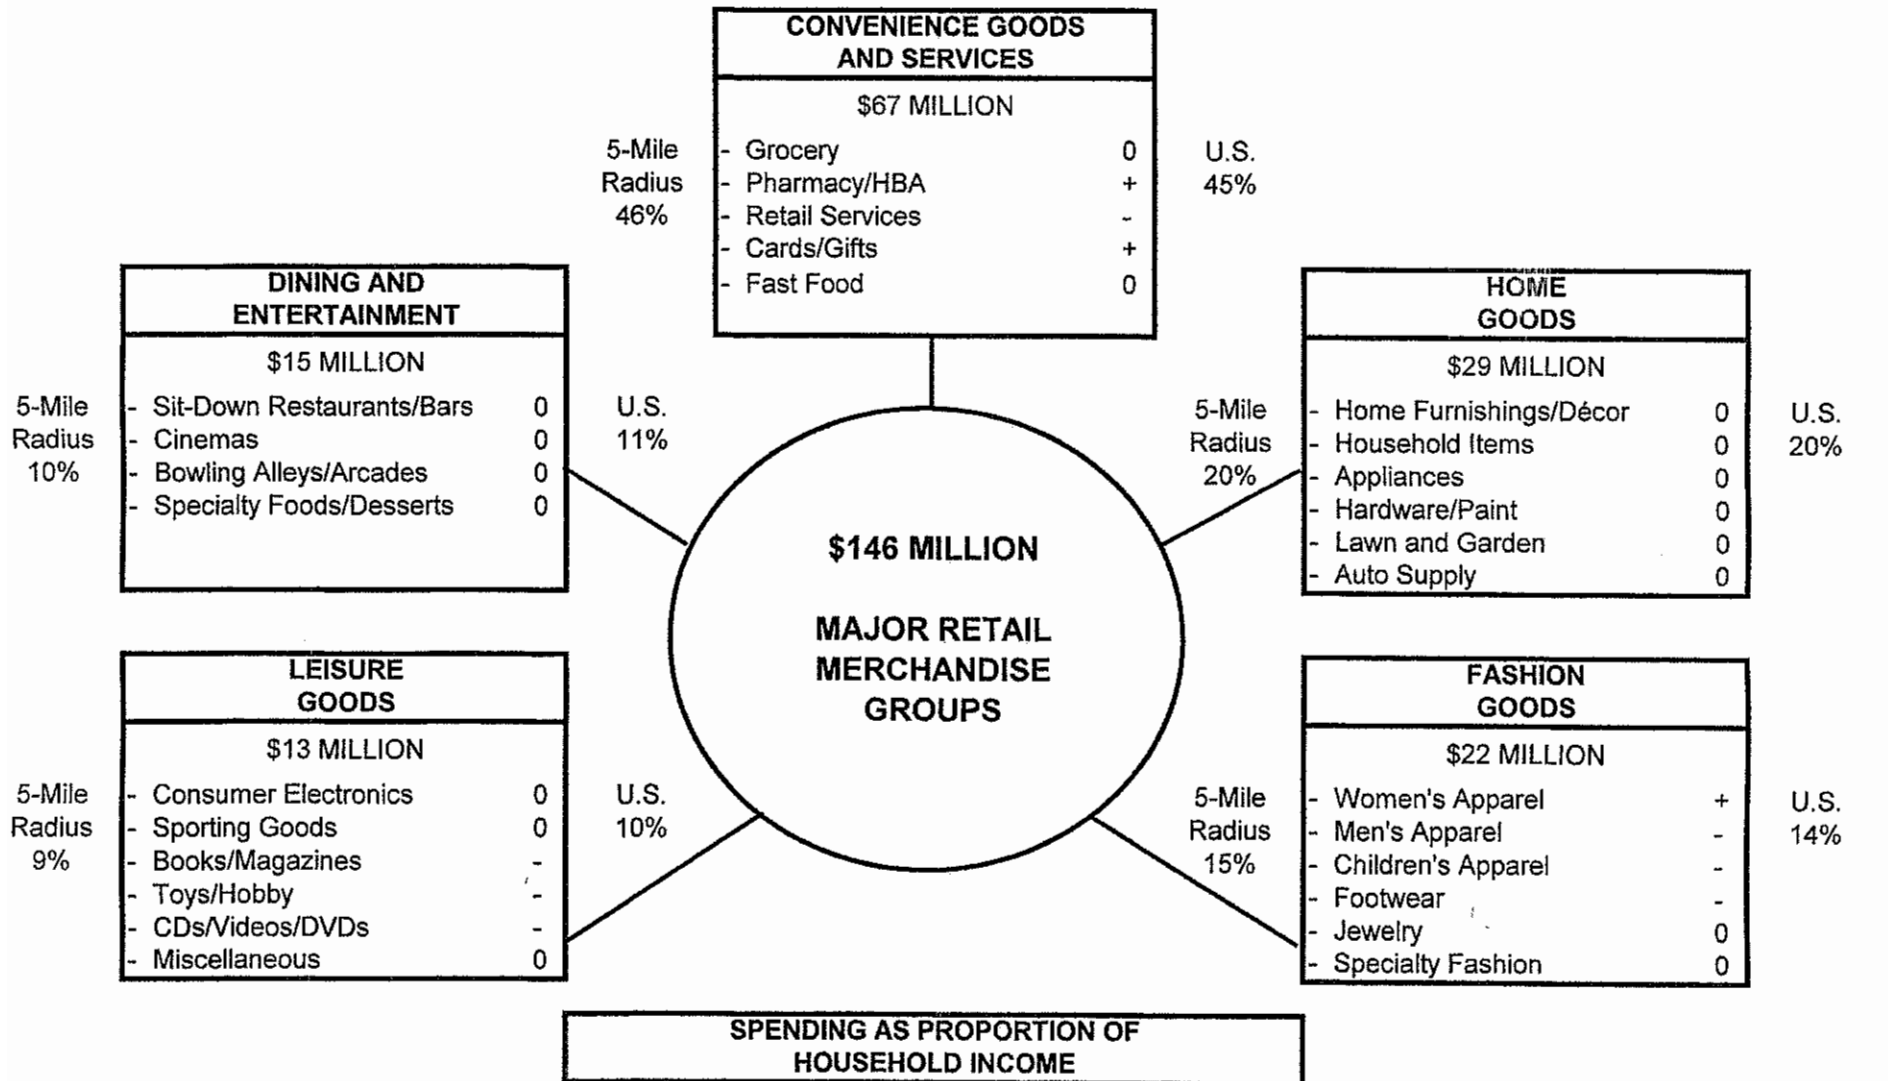 CONVENIENCE GOODS
AND SERVICES
$67 MILLION
5-Mile
Radius
46%
- Grocery 0
- Pharmacy/HBA +
- Retail Services -
- Cards/Gifts +
- Fast Food 0
U.S.
45%
DINING AND
ENTERTAINMENT
$15 MILLION
5-Mile
Radius
10%
- Sit-Down Restaurants/Bars 0
- Cinemas 0
- Bowling Alleys/Arcades 0
- Specialty Foods/Desserts 0
U.S.
11%
HOME
GOODS
$29 MILLION
5-Mile
Radius
20%
- Home Furnishings/Décor 0
- Household Items 0
- Appliances 0
- Hardware/Paint 0
- Lawn and Garden 0
- Auto Supply 0
U.S.
20%
$146 MILLION
MAJOR RETAIL
MERCHANDISE
GROUPS
LEISURE
GOODS
$13 MILLION
5-Mile
Radius
9%
- Consumer Electronics 0
- Sporting Goods 0
- Books/Magazines -
- Toys/Hobby -
- CDs/Videos/DVDs -
- Miscellaneous 0
U.S.
10%
FASHION
GOODS
$22 MILLION
5-Mile
Radius
15%
- Women's Apparel +
- Men's Apparel -
- Children's Apparel -
- Footwear -
- Jewelry 0
- Specialty Fashion 0
U.S.
14%
SPENDING AS PROPORTION OF
HOUSEHOLD INCOME